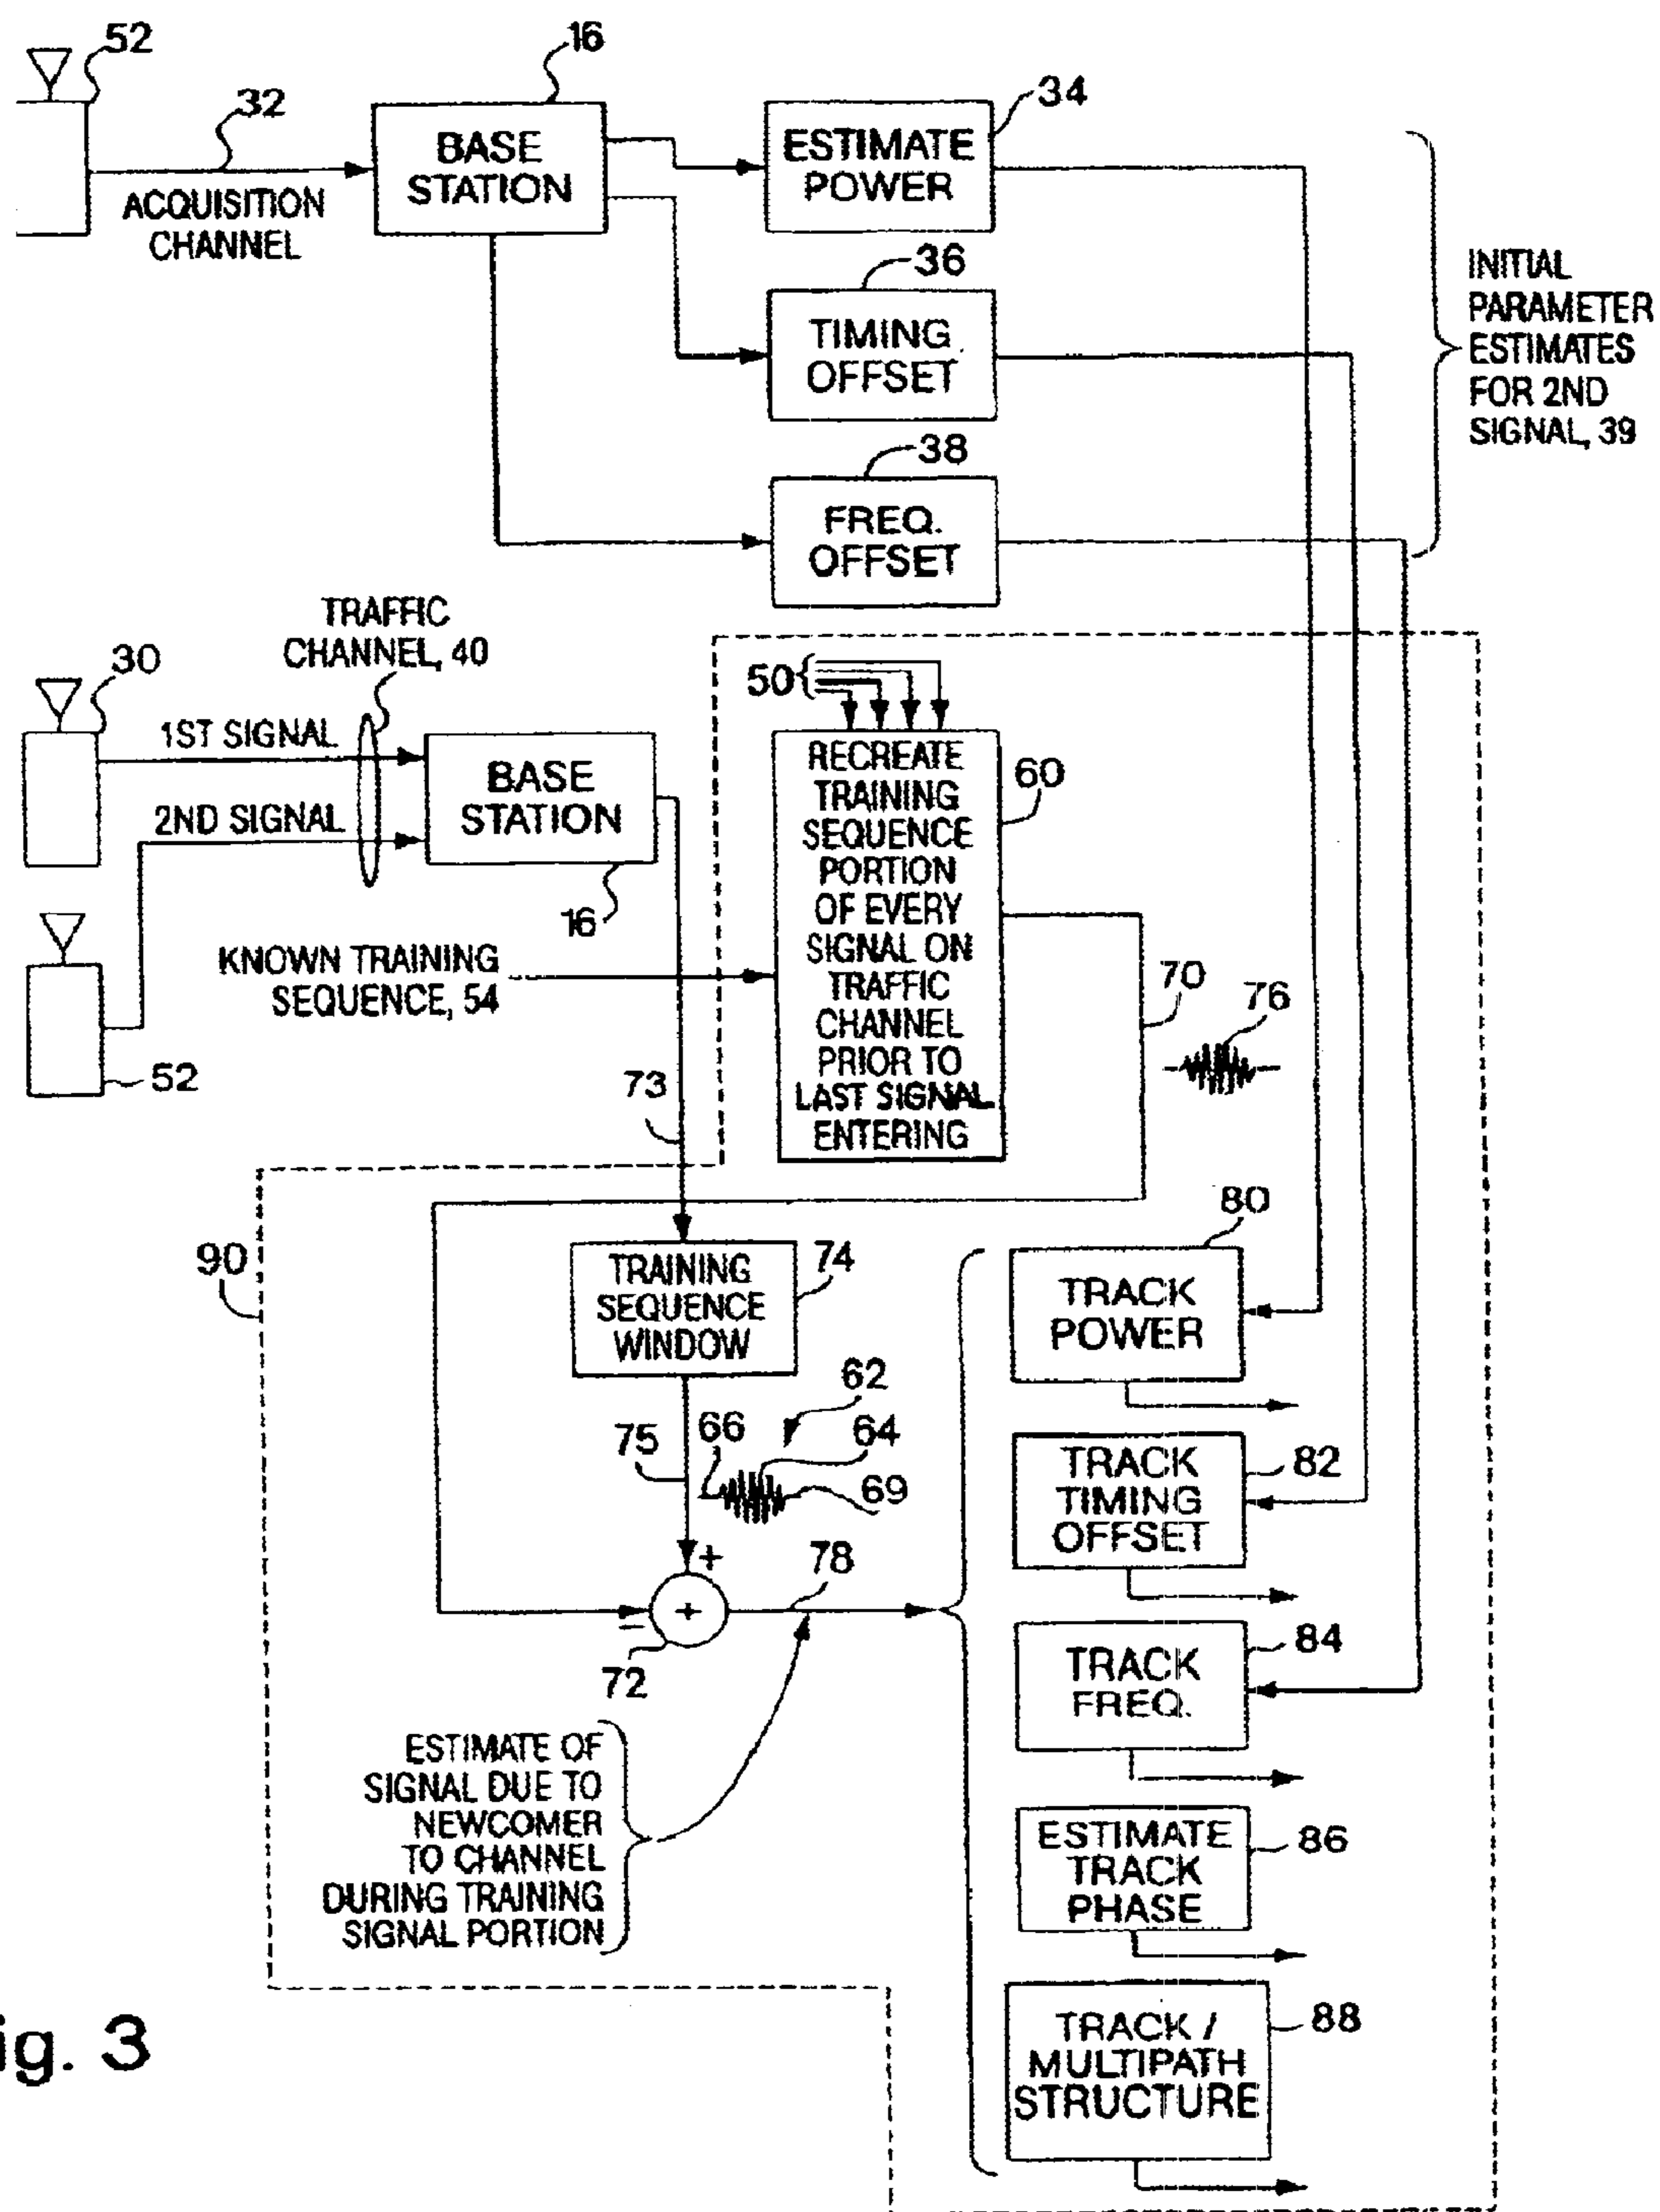 52
16
32
34
BASE
STATION
ESTIMATE
POWER
ACQUISITION
CHANNEL
36
TIMING
OFFSET
INITIAL
PARAMETER
ESTIMATES
FOR 2ND
SIGNAL, 39
38
FREQ.
OFFSET
TRAFFIC
CHANNEL, 40
30
1ST SIGNAL
2ND SIGNAL
BASE
STATION
16
50
RECREATE
TRAINING
SEQUENCE
PORTION
OF EVERY
SIGNAL ON
TRAFFIC
CHANNEL
PRIOR TO
LAST SIGNAL
ENTERING
60
KNOWN TRAINING
SEQUENCE, 54
52
70
76
73
90
TRAINING
SEQUENCE
WINDOW
74
80
TRACK
POWER
62
75
66
64
69
TRACK
TIMING
OFFSET
82
+
78
+
–
72
TRACK
FREQ.
84
ESTIMATE OF
SIGNAL DUE TO
NEWCOMER
TO CHANNEL
DURING TRAINING
SIGNAL PORTION
ESTIMATE
TRACK
PHASE
86
TRACK /
MULTIPATH
STRUCTURE
88
ig. 3